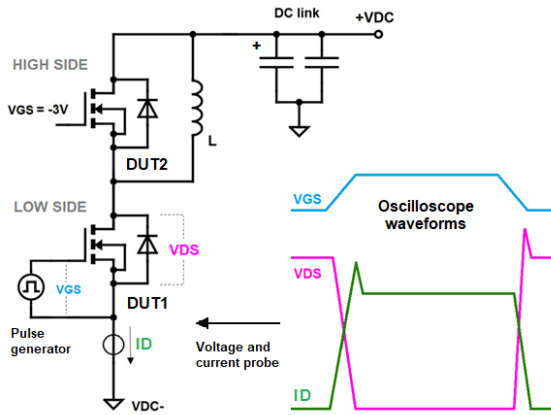 DC link
+VDC
+
HIGH SIDE
VGS = -3V
L
DUT2
LOW SIDE
VDS
VGS
DUT1
Pulse
generator
ID
Voltage and
current probe
VDC-
VGS
Oscilloscope
waveforms
VDS
ID